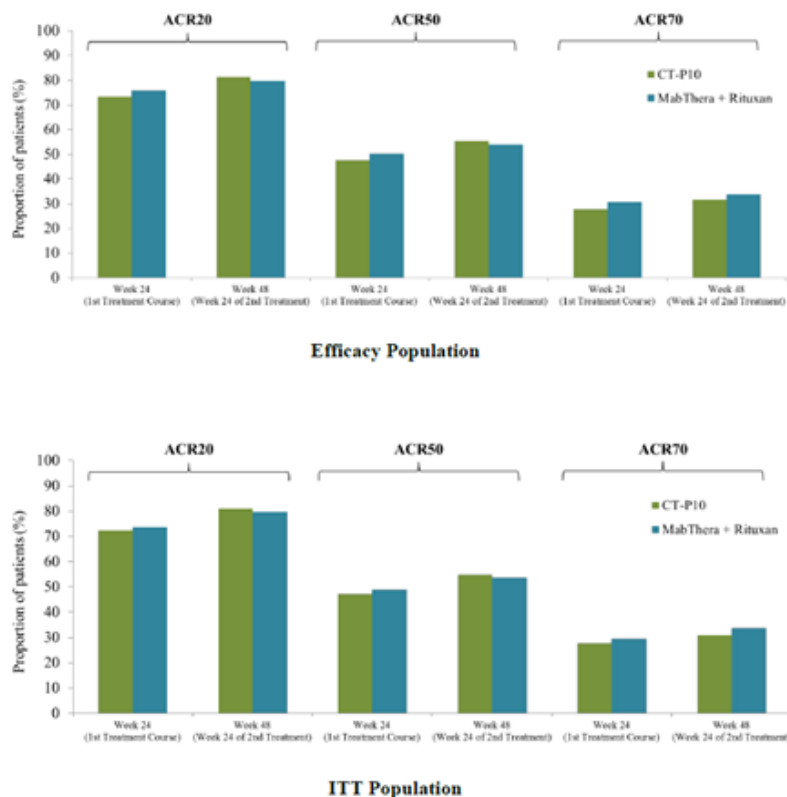 ACR20 ACR50 ACR70
100
90
80
70
60
50
40
30
20
10
0
Proportion of patients (%)
CT-P10
MabThera + Rituxan
Week 24 Week 48 Week 24 Week 48 Week 24 Week 48
(1st Treatment Course) (Week 24 of 2nd Treatment) (1st Treatment Course) (Week 24 of 2nd Treatment) (1st Treatment Course) (Week 24 of 2nd Treatment)
Efficacy Population
ACR20 ACR50 ACR70
100
90
80
70
60
50
40
30
20
10
0
Proportion of patients (%)
CT-P10
MabThera + Rituxan
Week 24 Week 48 Week 24 Week 48 Week 24 Week 48
(1st Treatment Course) (Week 24 of 2nd Treatment) (1st Treatment Course) (Week 24 of 2nd Treatment) (1st Treatment Course) (Week 24 of 2nd Treatment)
ITT Population